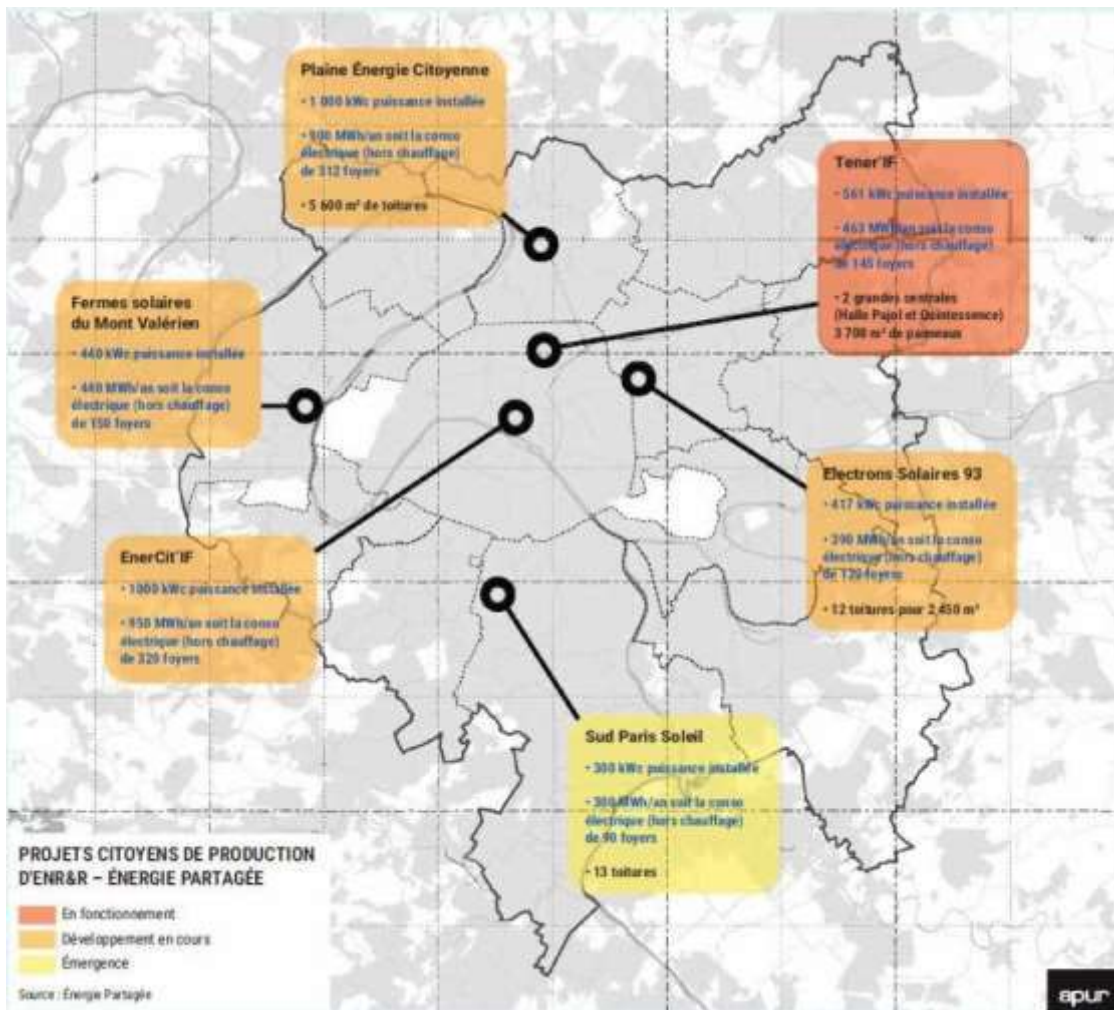 Plaine Énergie Citoyenne
• 1 000 kWc puissance installée
• 900 MWh/an soit la conso
électrique (hors chauffage)
de 312 foyers
• 5 600 m² de toitures
Tener'IF
• 561 kWc puissance installée
• 463 MWh/an soit la conso
électrique (hors chauffage)
de 145 foyers
• 2 grandes centrales
(Halle Pajol et Quintessence)
3 700 m² de panneaux
Fermes solaires
du Mont Valérien
• 440 kWc puissance installée
• 440 MWh/an soit la conso
électrique (hors chauffage)
de 150 foyers
Electrons Solaires 93
• 417 kWc puissance installée
• 390 MWh/an soit la conso
électrique (hors chauffage)
de 120 foyers
• 12 toitures pour 2 450 m²
EnerCit'IF
• 1000 kWc puissance installée
• 950 MWh/an soit la conso
électrique (hors chauffage)
de 320 foyers
Sud Paris Soleil
• 300 kWc puissance installée
• 300 MWh/an soit la conso
électrique (hors chauffage)
de 90 foyers
• 13 toitures
PROJETS CITOYENS DE PRODUCTION
D'ENR&R – ÉNERGIE PARTAGÉE
En fonctionnement
Développement en cours
Émergence
Source : Énergie Partagée
apur